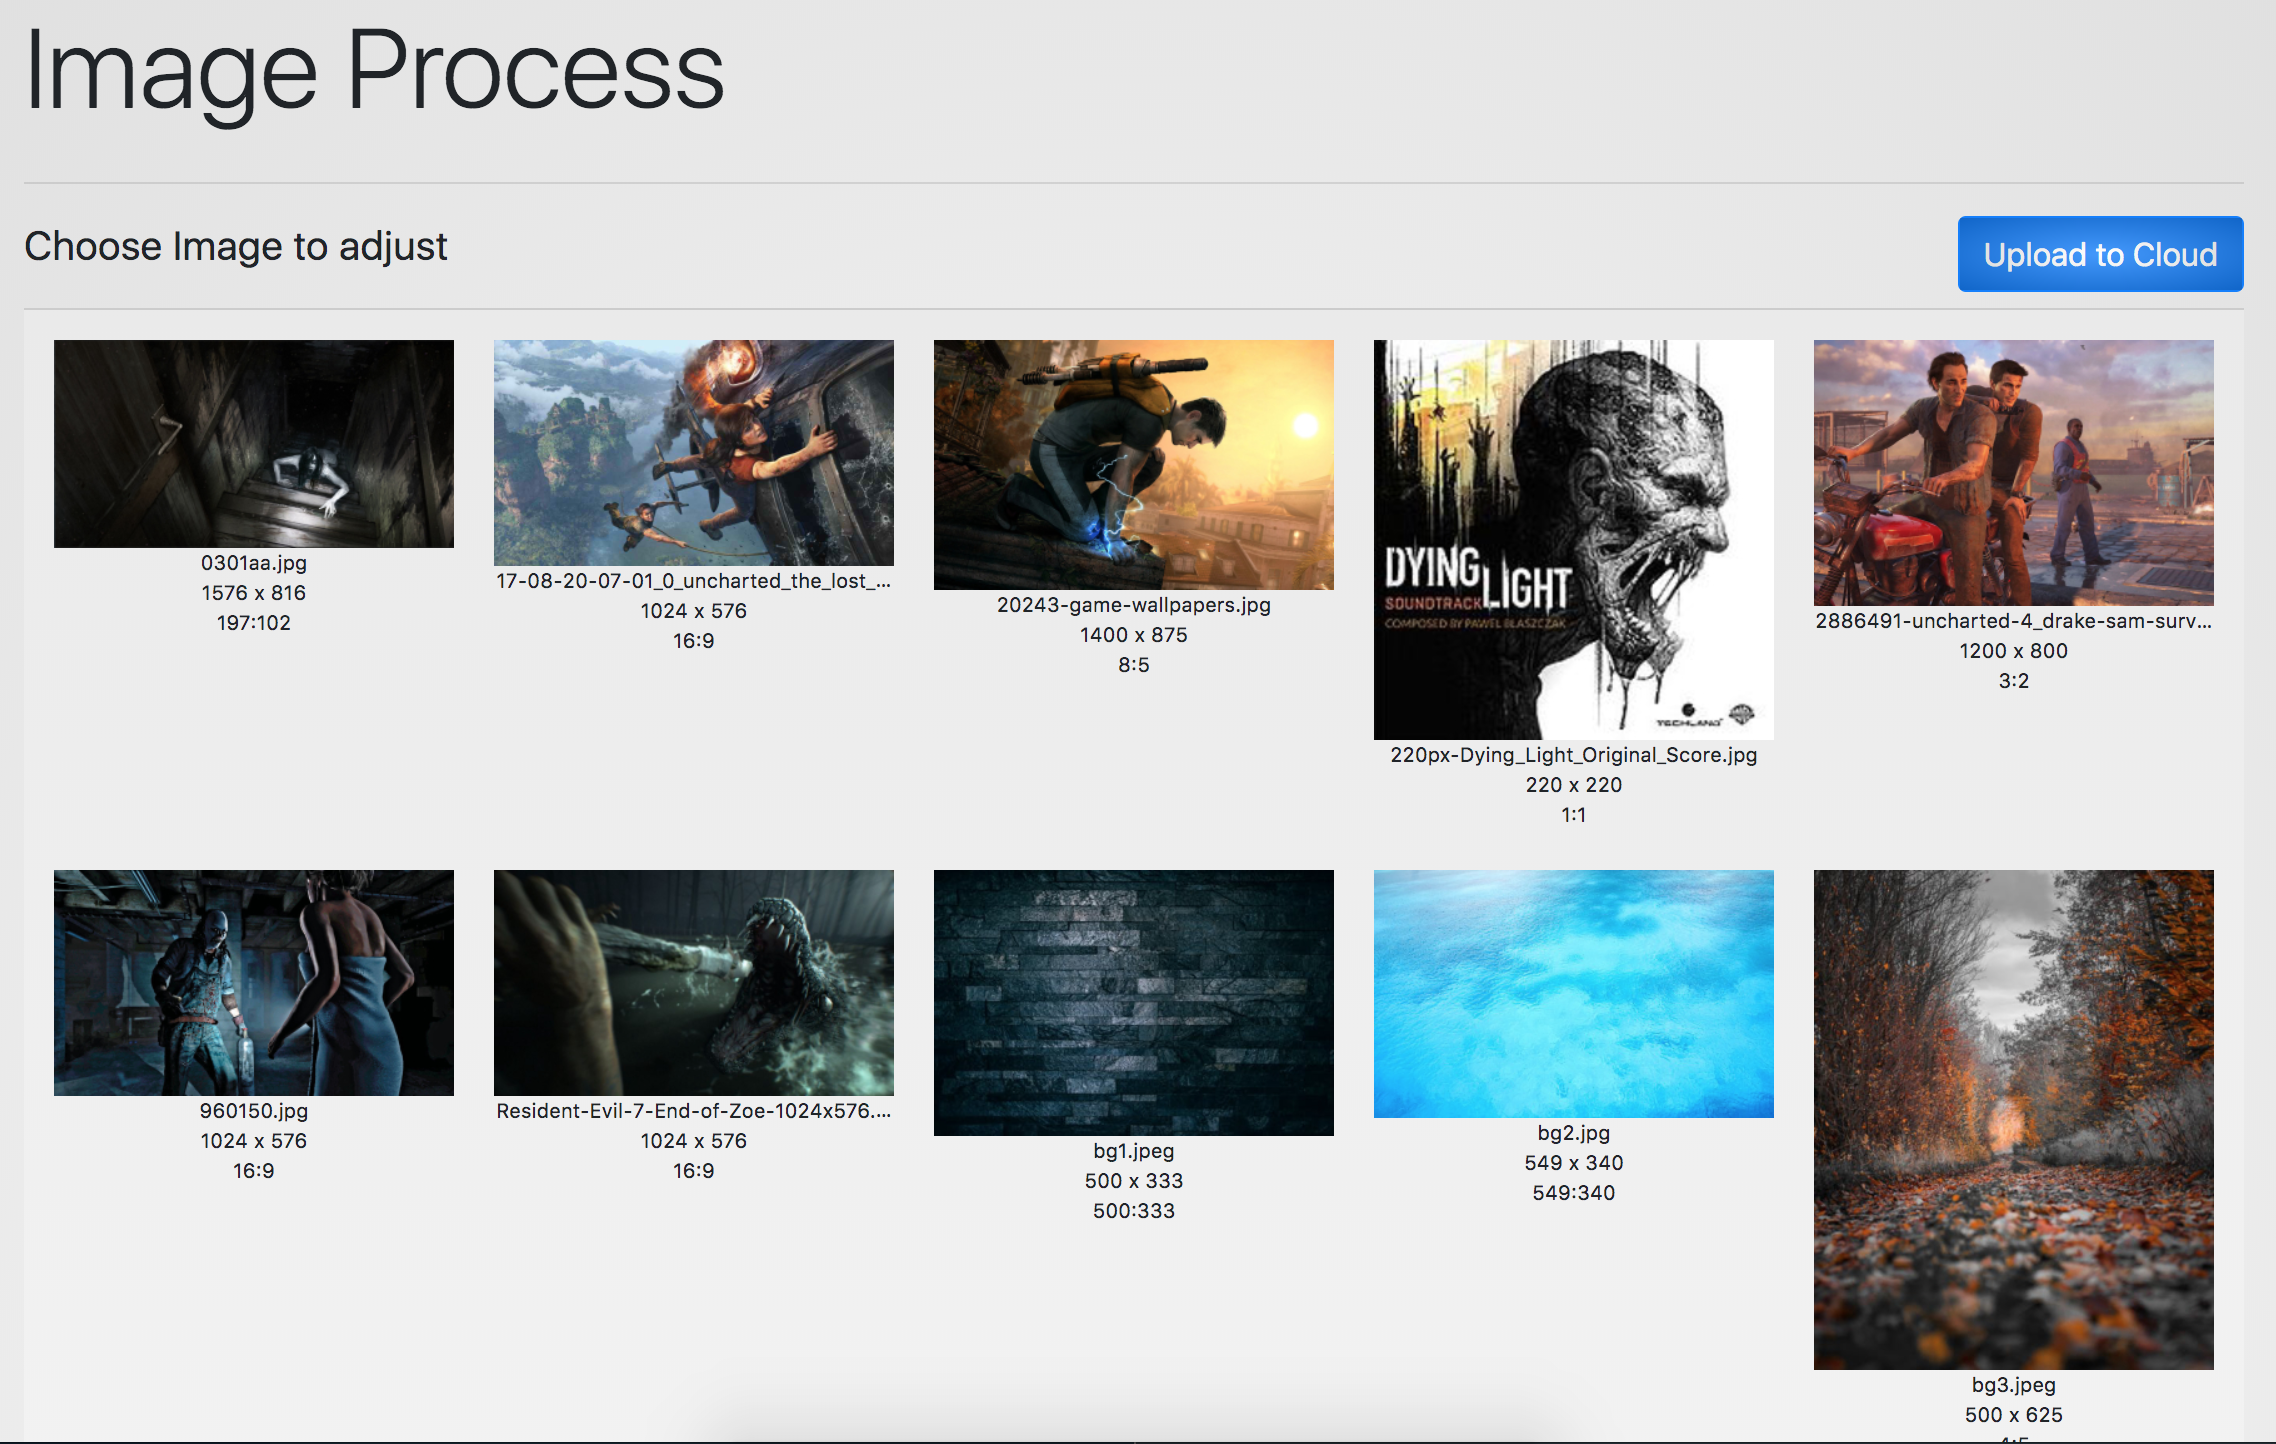 Image Process
Choose Image to adjust
Upload to Cloud
DYING
LIGHT
SOUNDTRACK
COMPOSED BY PAWEL BLASZCZAK
TECHLAND
0301aa.jpg
1576 x 816
197:102
17-08-20-07-01_0_uncharted_the_lost_...
1024 x 576
16:9
20243-game-wallpapers.jpg
1400 x 875
8:5
220px-Dying_Light_Original_Score.jpg
220 x 220
1:1
2886491-uncharted-4_drake-sam-surv...
1200 x 800
3:2
960150.jpg
1024 x 576
16:9
Resident-Evil-7-End-of-Zoe-1024x576....
1024 x 576
16:9
bg1.jpeg
500 x 333
500:333
bg2.jpg
549 x 340
549:340
bg3.jpeg
500 x 625
4:5